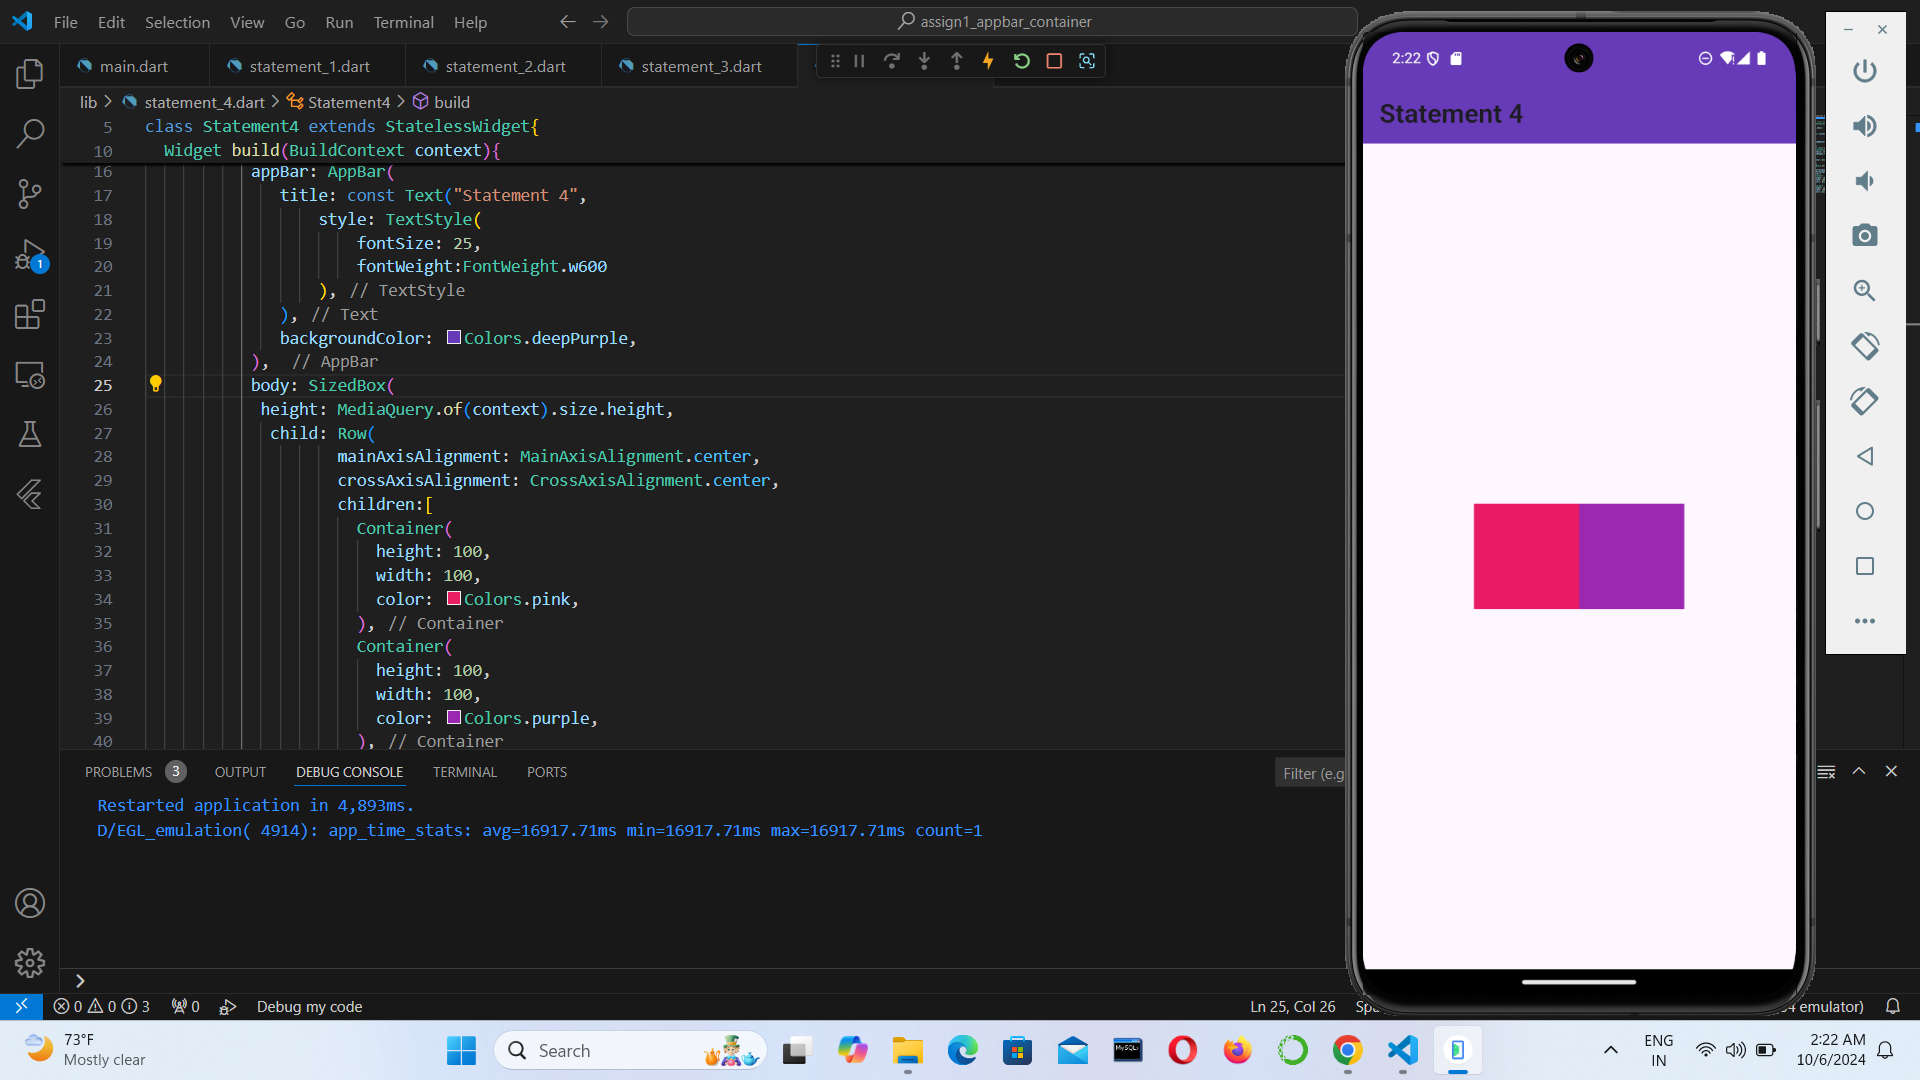 File Edit Selection View Go Run Terminal Help
assign1_appbar_container
main.dart statement_1.dart statement_2.dart statement_3.dart
lib > statement_4.dart > Statement4 > build
5 class Statement4 extends StatelessWidget{
10 Widget build(BuildContext context){
16 appBar: AppBar(
17 title: const Text("Statement 4",
18 style: TextStyle(
19 fontSize: 25,
20 fontWeight:FontWeight.w600
21 ), // TextStyle
22 ), // Text
23 backgroundColor: Colors.deepPurple,
24 ), // AppBar
25 body: SizedBox(
26 height: MediaQuery.of(context).size.height,
27 child: Row(
28 mainAxisAlignment: MainAxisAlignment.center,
29 crossAxisAlignment: CrossAxisAlignment.center,
30 children:[
31 Container(
32 height: 100,
33 width: 100,
34 color: Colors.pink,
35 ), // Container
36 Container(
37 height: 100,
38 width: 100,
39 color: Colors.purple,
40 ), // Container
1
PROBLEMS 3 OUTPUT DEBUG CONSOLE TERMINAL PORTS
Filter (e.g
Restarted application in 4,893ms.
D/EGL_emulation( 4914): app_time_stats: avg=16917.71ms min=16917.71ms max=16917.71ms count=1
0 0 3 0 Debug my code
Ln 25, Col 26
emulator)
2:22
Statement 4
73°F
Mostly clear
Search
MySQL
ENG
IN
2:22 AM
10/6/2024